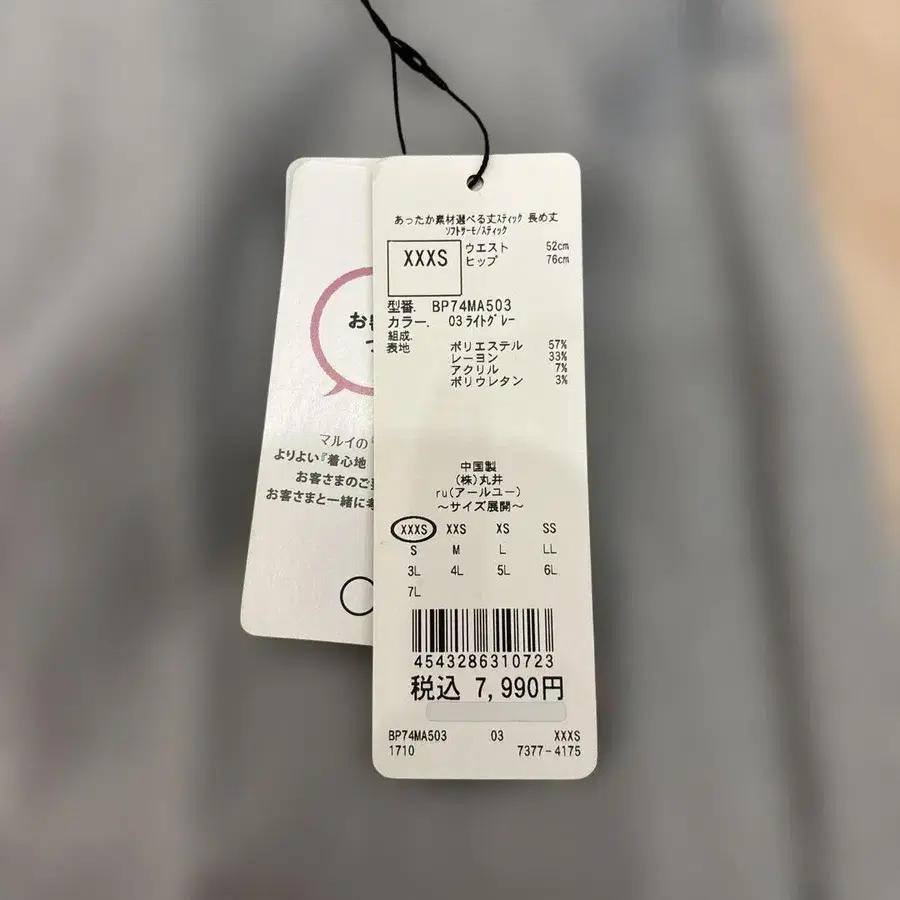 あったか素材選べる丈スティック 長め丈
ソフトサーモ/スティック
XXXS
ウエスト 52cm
ヒップ 76cm
型番. BP74MA503
カラー. 03 ライトグレー
組成.
表地 ポリエステル 57%
レーヨン 33%
アクリル 7%
ポリウレタン 3%
中国製
(株)丸井
ru(アールユー)
~サイズ展開~
XXXS XXS XS SS
S M L LL
3L 4L 5L 6L
7L
4543286310723
税込 7,990円
BP74MA503 03 XXXS
1710 7377-4175
お
つ
マルイの
よりよい『着心地
お客さまのご
お客さまと一緒に考